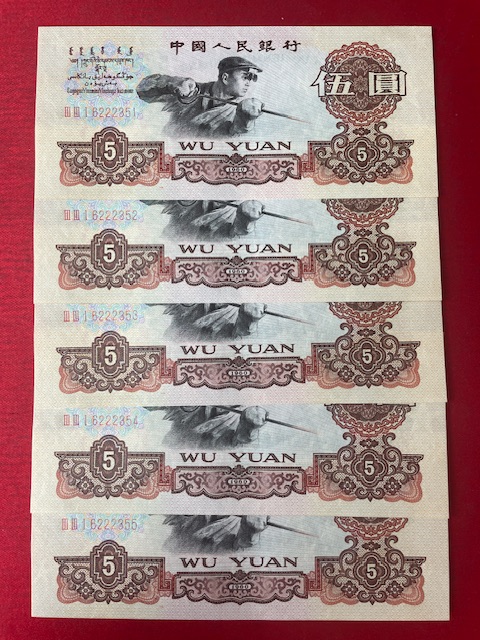 中國人民銀行
伍圓
III III I 6222351
WU YUAN
5 5
1960
III III I 6222352
WU YUAN
5 5
1960
III III I 6222353
WU YUAN
5 5
1960
III III I 6222354
WU YUAN
5 5
1960
III III I 6222355
WU YUAN
5 5
1960